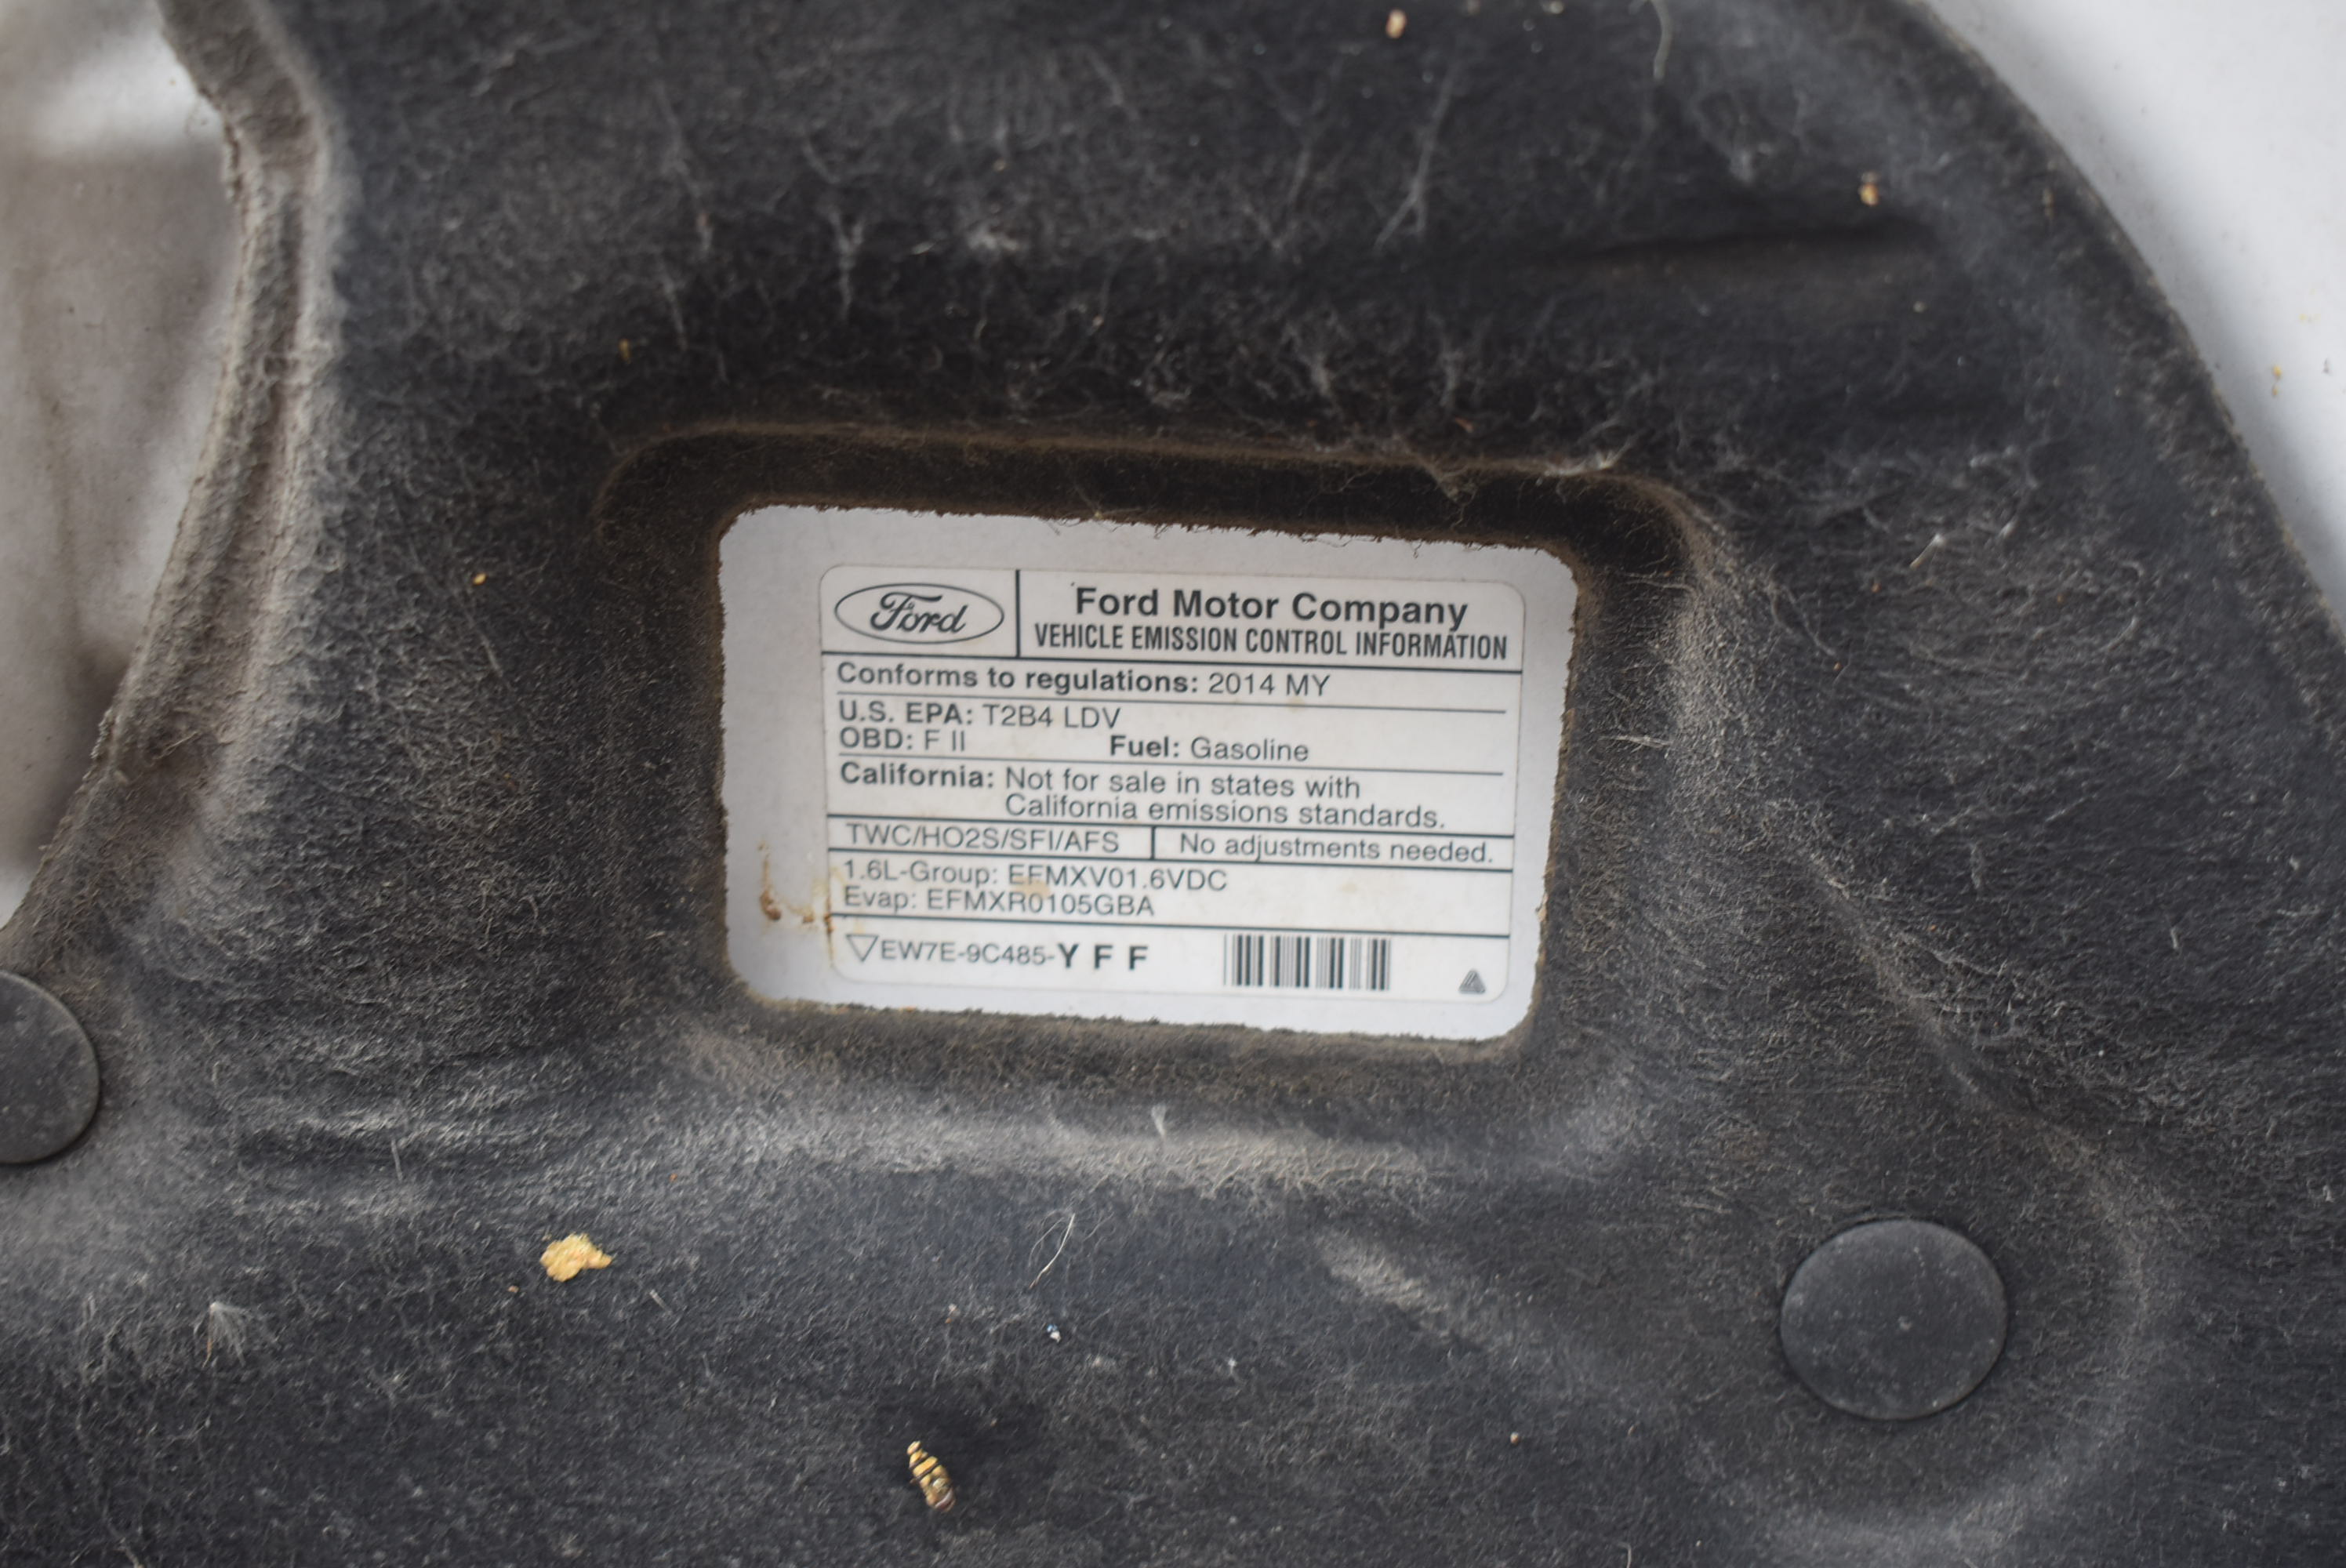 Ford
Ford Motor Company
VEHICLE EMISSION CONTROL INFORMATION
Conforms to regulations: 2014 MY
U.S. EPA: T2B4 LDV
OBD: F II Fuel: Gasoline
California: Not for sale in states with
California emissions standards.
TWC/HO2S/SFI/AFS No adjustments needed.
1.6L-Group: EFMXV01.6VDC
Evap: EFMXR0105GBA
EW7E-9C485-Y F F